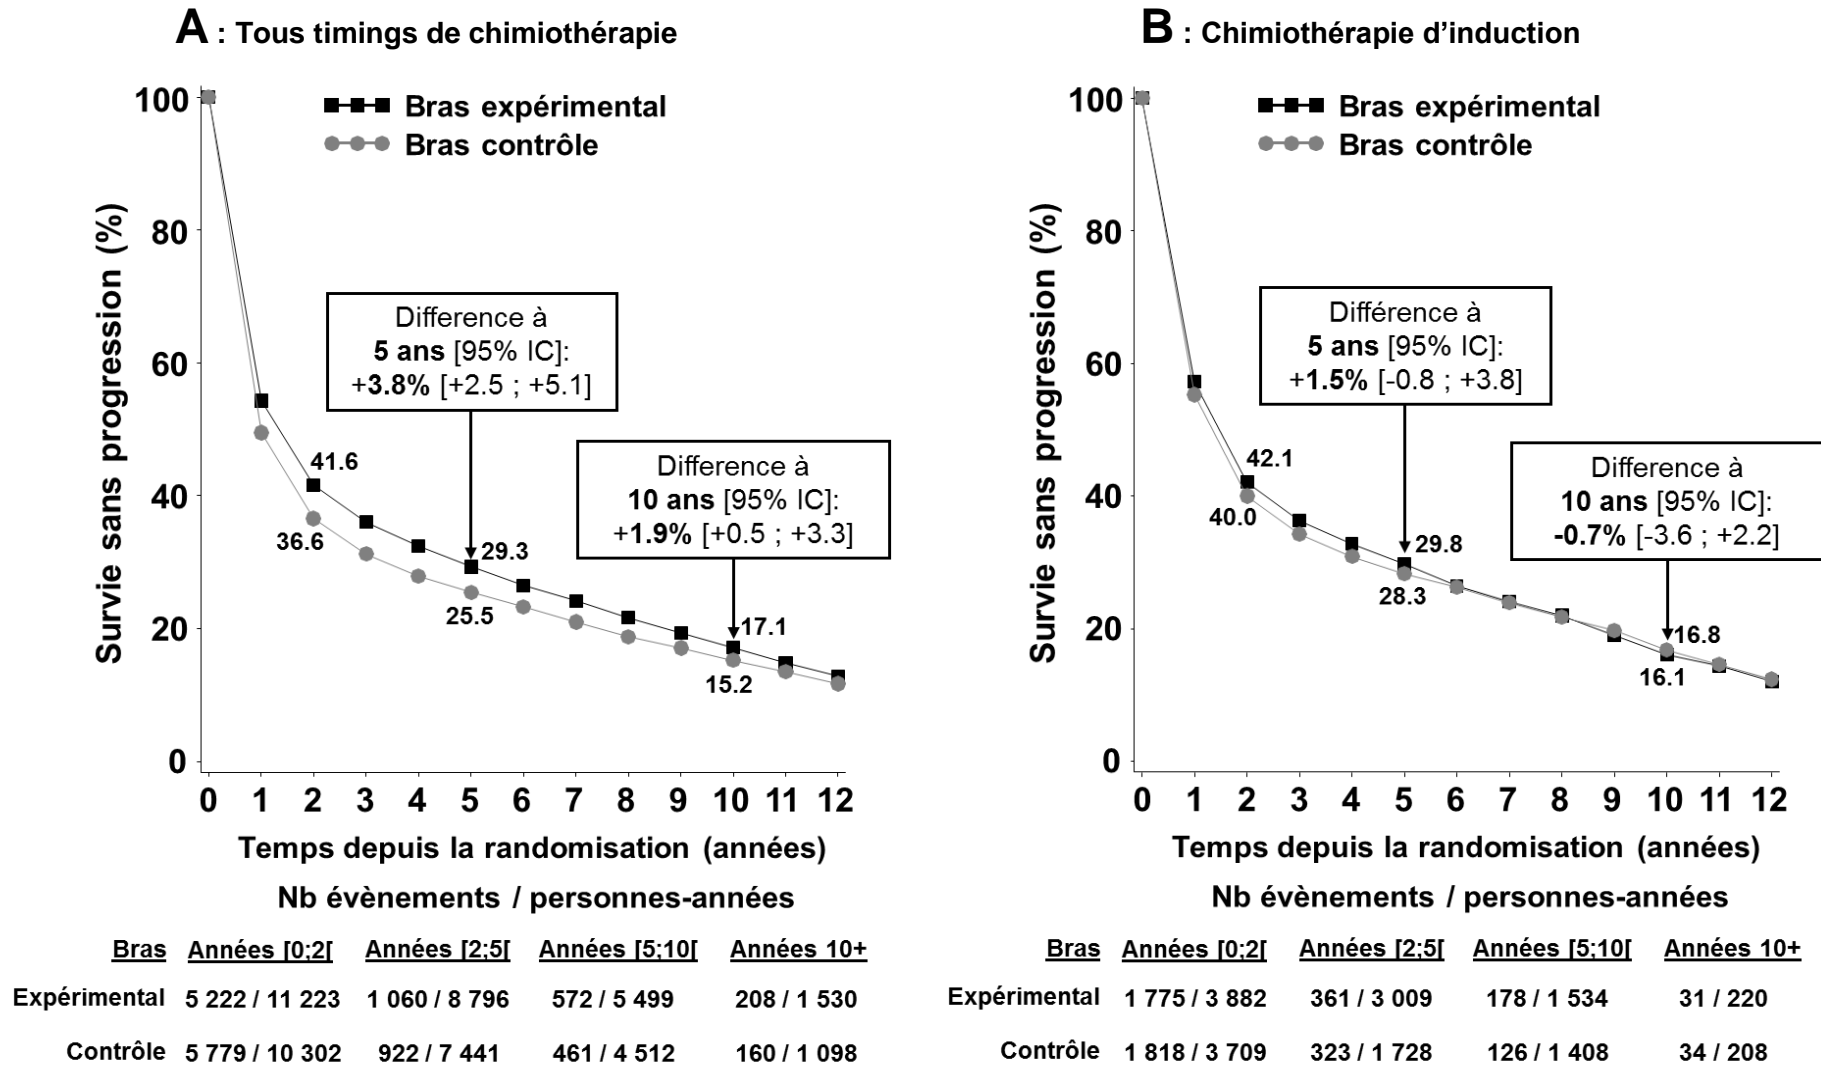 A : Tous timings de chimiothérapie
Bras expérimental
Bras contrôle
Survie sans progression (%)
100
80
60
40
20
0
Difference à
5 ans [95% IC]:
+3.8% [+2.5 ; +5.1]
Difference à
10 ans [95% IC]:
+1.9% [+0.5 ; +3.3]
41.6
36.6
29.3
25.5
17.1
15.2
0 1 2 3 4 5 6 7 8 9 10 11 12
Temps depuis la randomisation (années)
Nb évènements / personnes-années
Bras Années [0;2[ Années [2;5[ Années [5;10[ Années 10+
Expérimental 5 222 / 11 223 1 060 / 8 796 572 / 5 499 208 / 1 530
Contrôle 5 779 / 10 302 922 / 7 441 461 / 4 512 160 / 1 098
B : Chimiothérapie d’induction
Bras expérimental
Bras contrôle
Survie sans progression (%)
100
80
60
40
20
0
Différence à
5 ans [95% IC]:
+1.5% [-0.8 ; +3.8]
Différence à
10 ans [95% IC]:
-0.7% [-3.6 ; +2.2]
42.1
40.0
29.8
28.3
16.8
16.1
0 1 2 3 4 5 6 7 8 9 10 11 12
Temps depuis la randomisation (années)
Nb évènements / personnes-années
Bras Années [0;2[ Années [2;5[ Années [5;10[ Années 10+
Expérimental 1 775 / 3 882 361 / 3 009 178 / 1 534 31 / 220
Contrôle 1 818 / 3 709 323 / 1 728 126 / 1 408 34 / 208